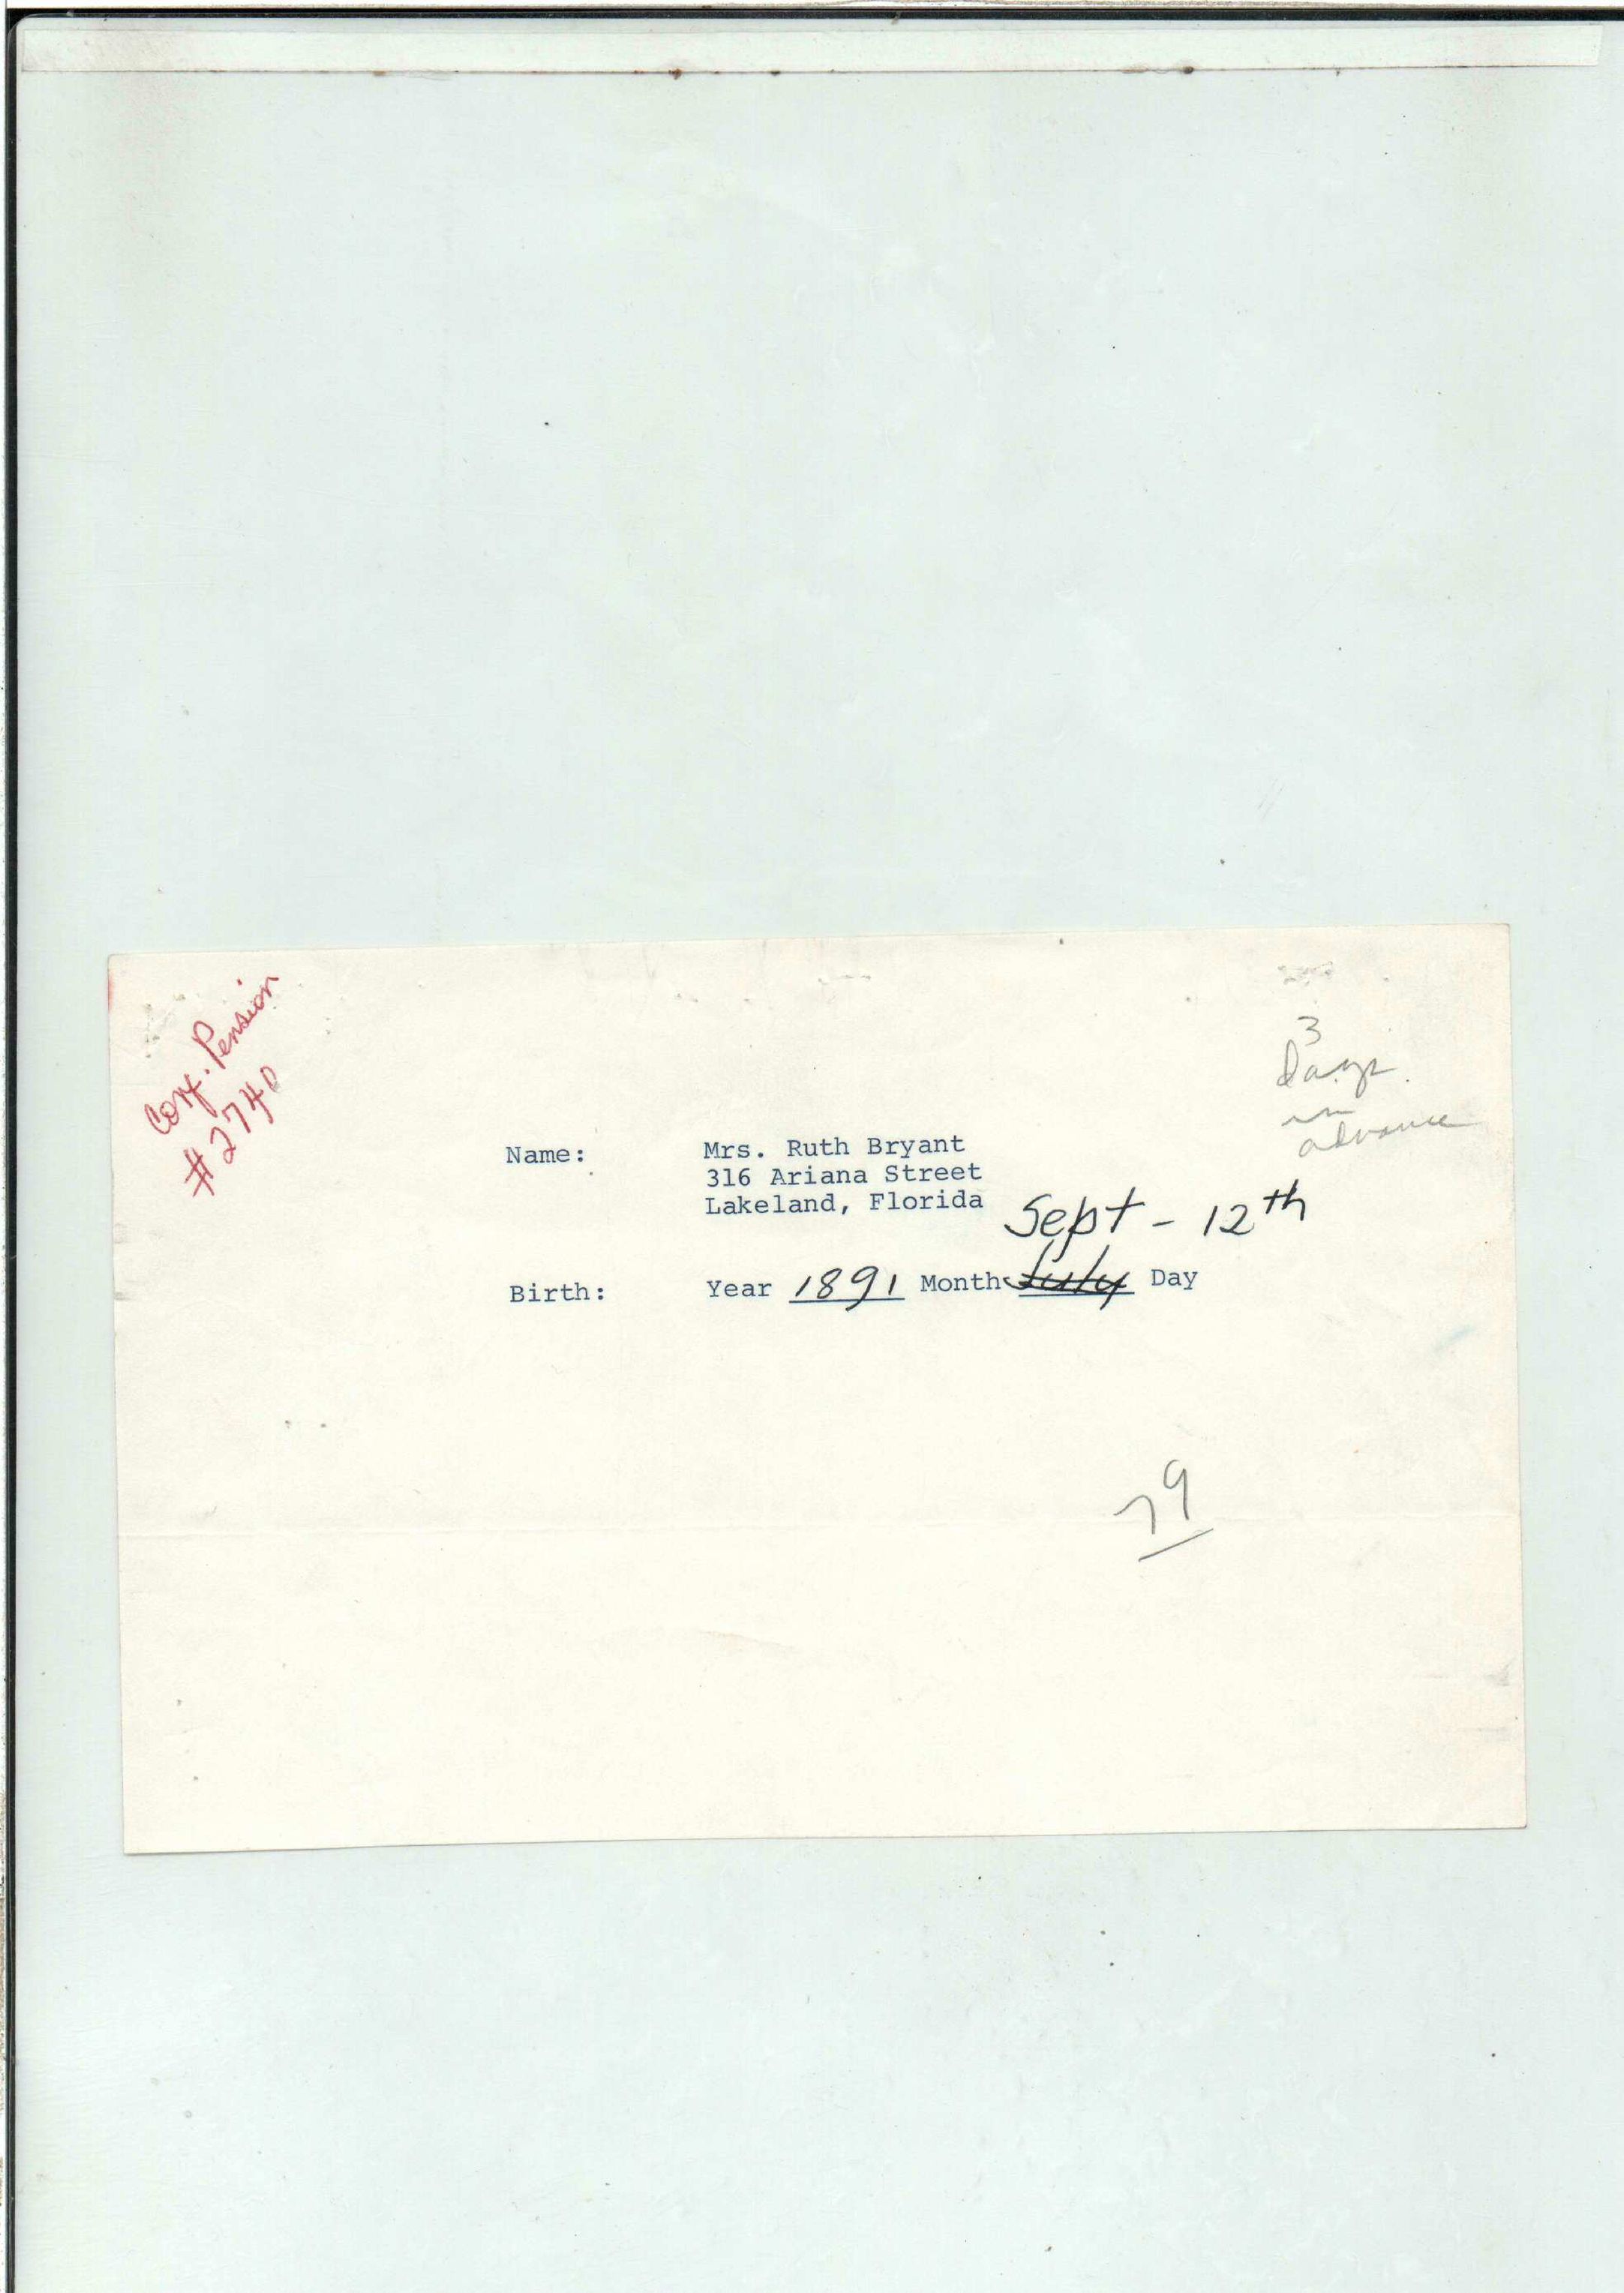 Conf. Pension
#2740
3
days
in
advance
Name: Mrs. Ruth Bryant
316 Ariana Street
Lakeland, Florida
Sept - 12th
Birth: Year 1891 Month July Day
79